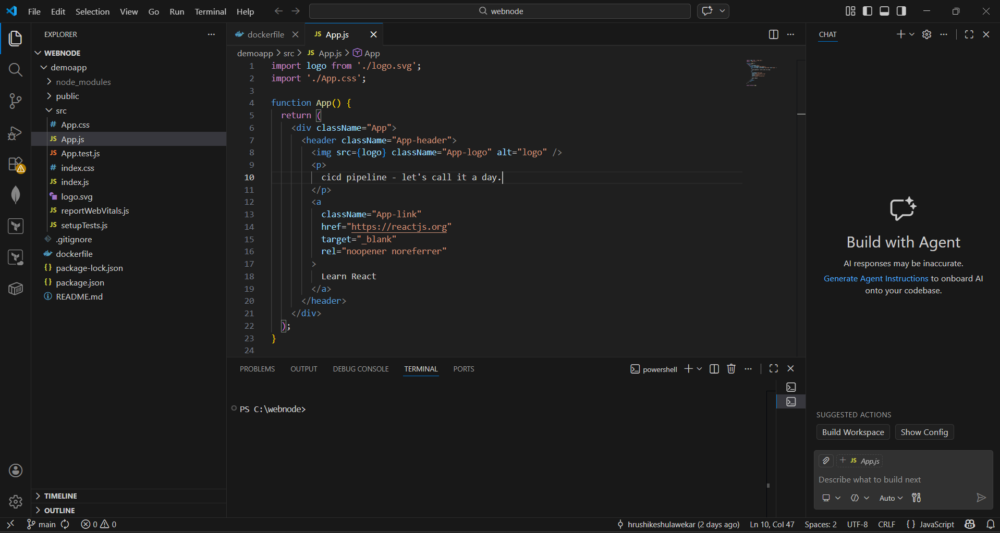 File Edit Selection View Go Run Terminal Help
webnode
EXPLORER
WEBNODE
demoapp
node_modules
public
src
# App.css
JS App.js
JS App.test.js
# index.css
JS index.js
logo.svg
JS reportWebVitals.js
JS setupTests.js
.gitignore
dockerfile
{} package-lock.json
{} package.json
README.md
TIMELINE
OUTLINE
dockerfile
JS App.js
demoapp > src > JS App.js > App
1 import logo from './logo.svg';
2 import './App.css';
3
4 function App() {
5 return (
6 <div className="App">
7 <header className="App-header">
8 <img src={logo} className="App-logo" alt="logo" />
9 <p>
10 cicd pipeline - let's call it a day.
11 </p>
12 <a
13 className="App-link"
14 href="https://reactjs.org"
15 target="_blank"
16 rel="noopener noreferrer"
17 >
18 Learn React
19 </a>
20 </header>
21 </div>
22 );
23 }
24
PROBLEMS OUTPUT DEBUG CONSOLE TERMINAL PORTS
powershell
PS C:\webnode>
CHAT
Build with Agent
AI responses may be inaccurate.
Generate Agent Instructions to onboard AI
onto your codebase.
SUGGESTED ACTIONS
Build Workspace Show Config
JS App.js
Describe what to build next
Auto
main 0 0 hrushikeshulawekar (2 days ago) Ln 10, Col 47 Spaces: 2 UTF-8 CRLF {} JavaScript